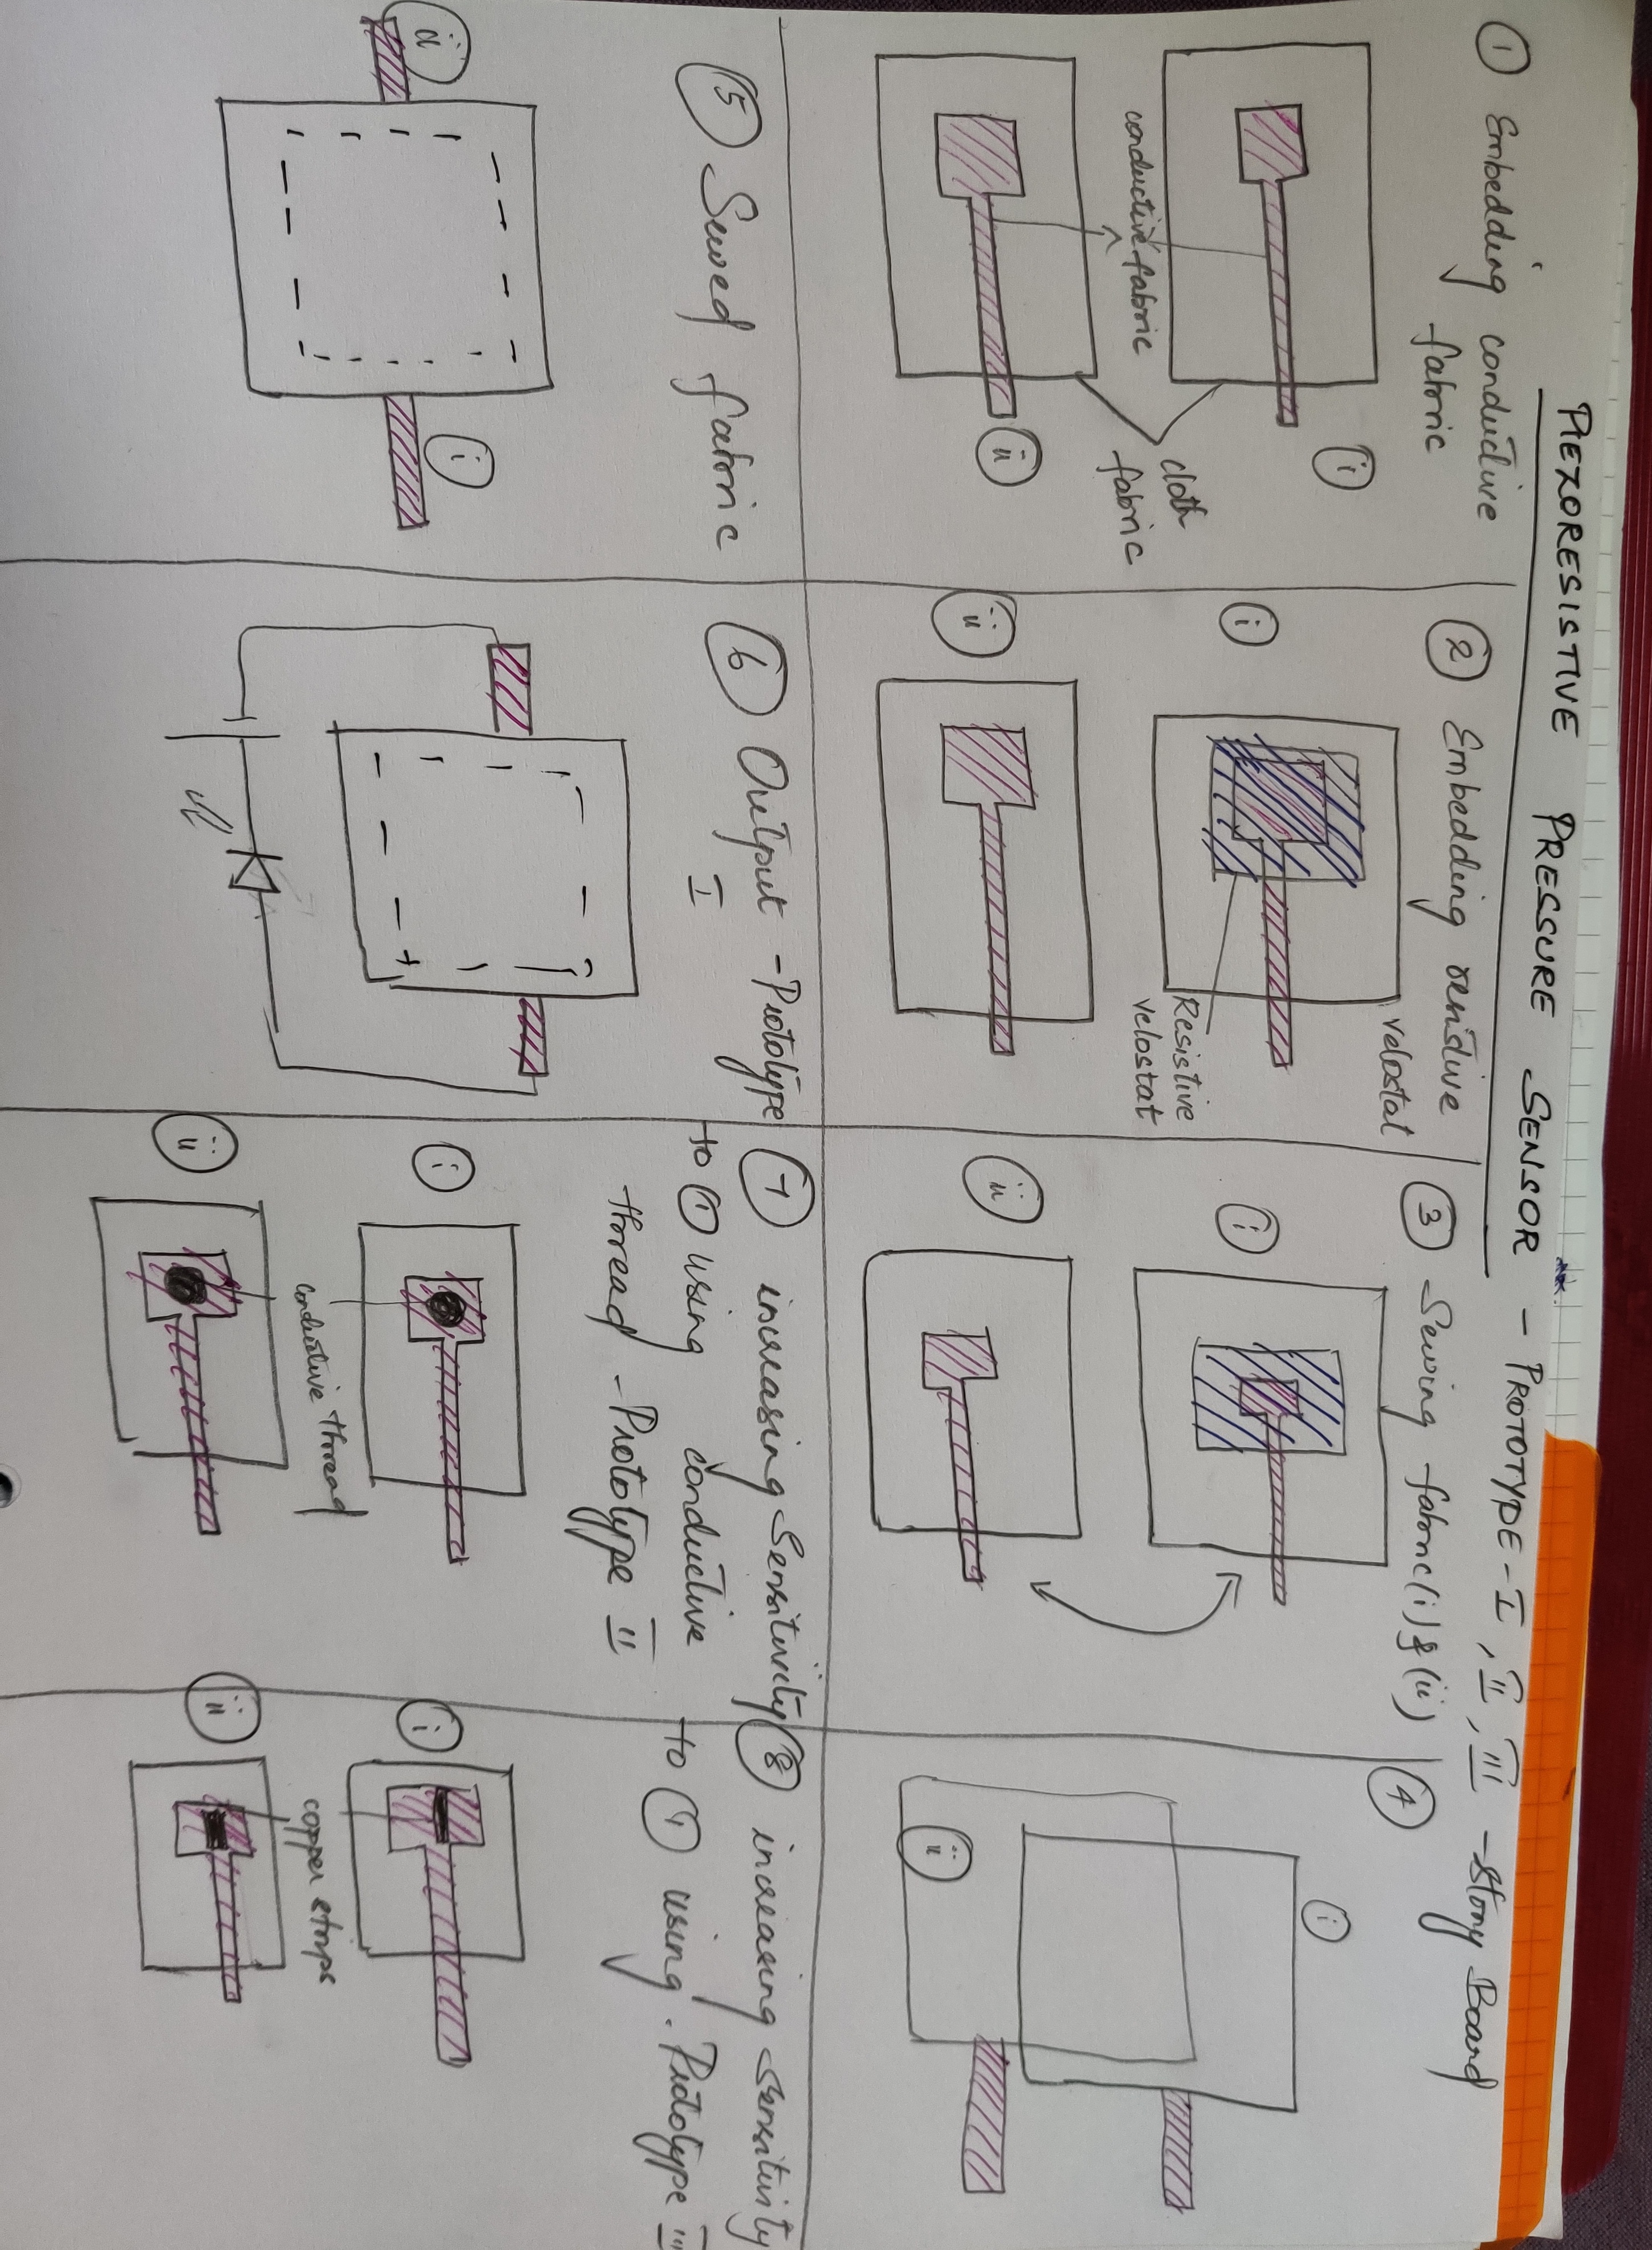 PIEZORESISTIVE PRESSURE SENSOR - PROTOTYPE - I, II, III - Story Board
① Embedding conductive
fabric
i
conductive fabric
ii
cloth
fabric
② Embedding
velostat
i
Resistive
velostat
ii
③ Sewing fabric (i) & (ii)
i
ii
④
i
ii
⑤ Sewed fabric
ii
i
⑥ Output - Prototype
I
⑦ increasing Sensitivity
to ① using conductive
thread - Prototype II
i
conductive thread
ii
⑧ increasing sensitivity
to ① using. Prototype III
i
copper strips
ii